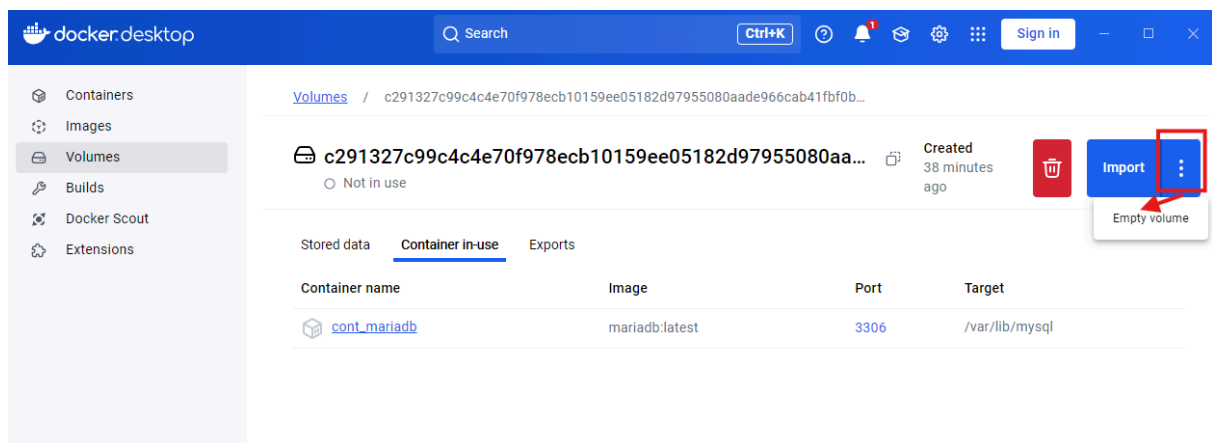 docker.desktop
Search
Ctrl+K
1
Sign in
Containers
Images
Volumes
Builds
Docker Scout
Extensions
Volumes / c291327c99c4c4e70f978ecb10159ee05182d97955080aade966cab41fbf0b...
c291327c99c4c4e70f978ecb10159ee05182d97955080aa...
Not in use
Created
38 minutes
ago
Import
Empty volume
Stored data Container in-use Exports
Container name Image Port Target
cont_mariadb mariadb:latest 3306 /var/lib/mysql